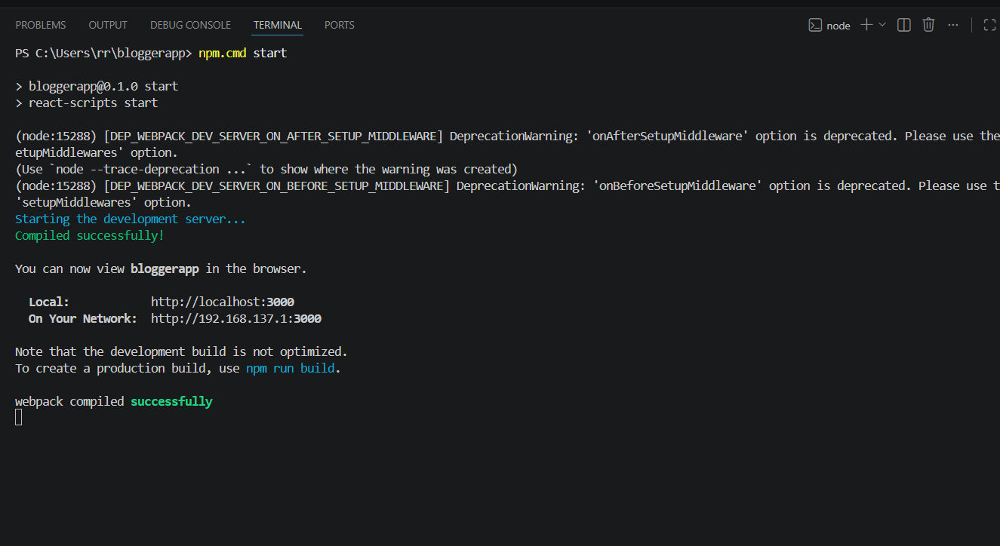 PROBLEMS OUTPUT DEBUG CONSOLE TERMINAL PORTS node
PS C:\Users\rr\bloggerapp> npm.cmd start
> bloggerapp@0.1.0 start
> react-scripts start
(node:15288) [DEP_WEBPACK_DEV_SERVER_ON_AFTER_SETUP_MIDDLEWARE] DeprecationWarning: 'onAfterSetupMiddleware' option is deprecated. Please use the
etupMiddlewares' option.
(Use `node --trace-deprecation ...` to show where the warning was created)
(node:15288) [DEP_WEBPACK_DEV_SERVER_ON_BEFORE_SETUP_MIDDLEWARE] DeprecationWarning: 'onBeforeSetupMiddleware' option is deprecated. Please use t
'setupMiddlewares' option.
Starting the development server...
Compiled successfully!
You can now view bloggerapp in the browser.
Local: http://localhost:3000
On Your Network: http://192.168.137.1:3000
Note that the development build is not optimized.
To create a production build, use npm run build.
webpack compiled successfully